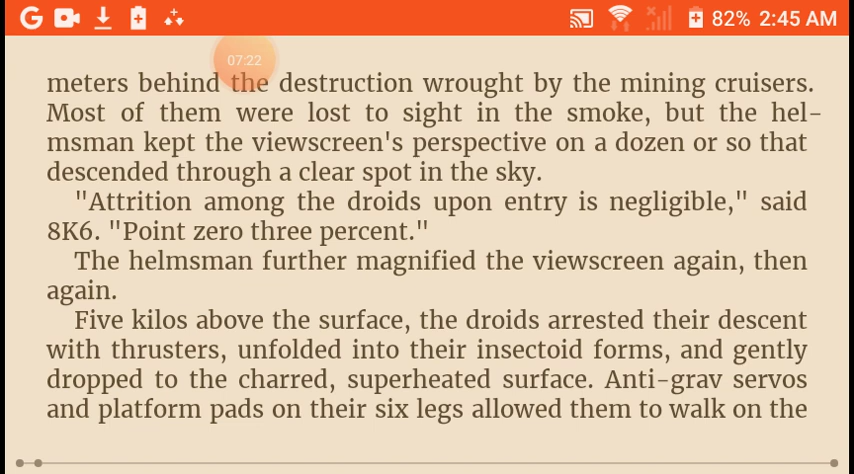 82% 2:45 AM
07:22
meters behind the destruction wrought by the mining cruisers.
Most of them were lost to sight in the smoke, but the hel-
msman kept the viewscreen's perspective on a dozen or so that
descended through a clear spot in the sky.
"Attrition among the droids upon entry is negligible," said
8K6. "Point zero three percent."
The helmsman further magnified the viewscreen again, then
again.
Five kilos above the surface, the droids arrested their descent
with thrusters, unfolded into their insectoid forms, and gently
dropped to the charred, superheated surface. Anti-grav servos
and platform pads on their six legs allowed them to walk on the